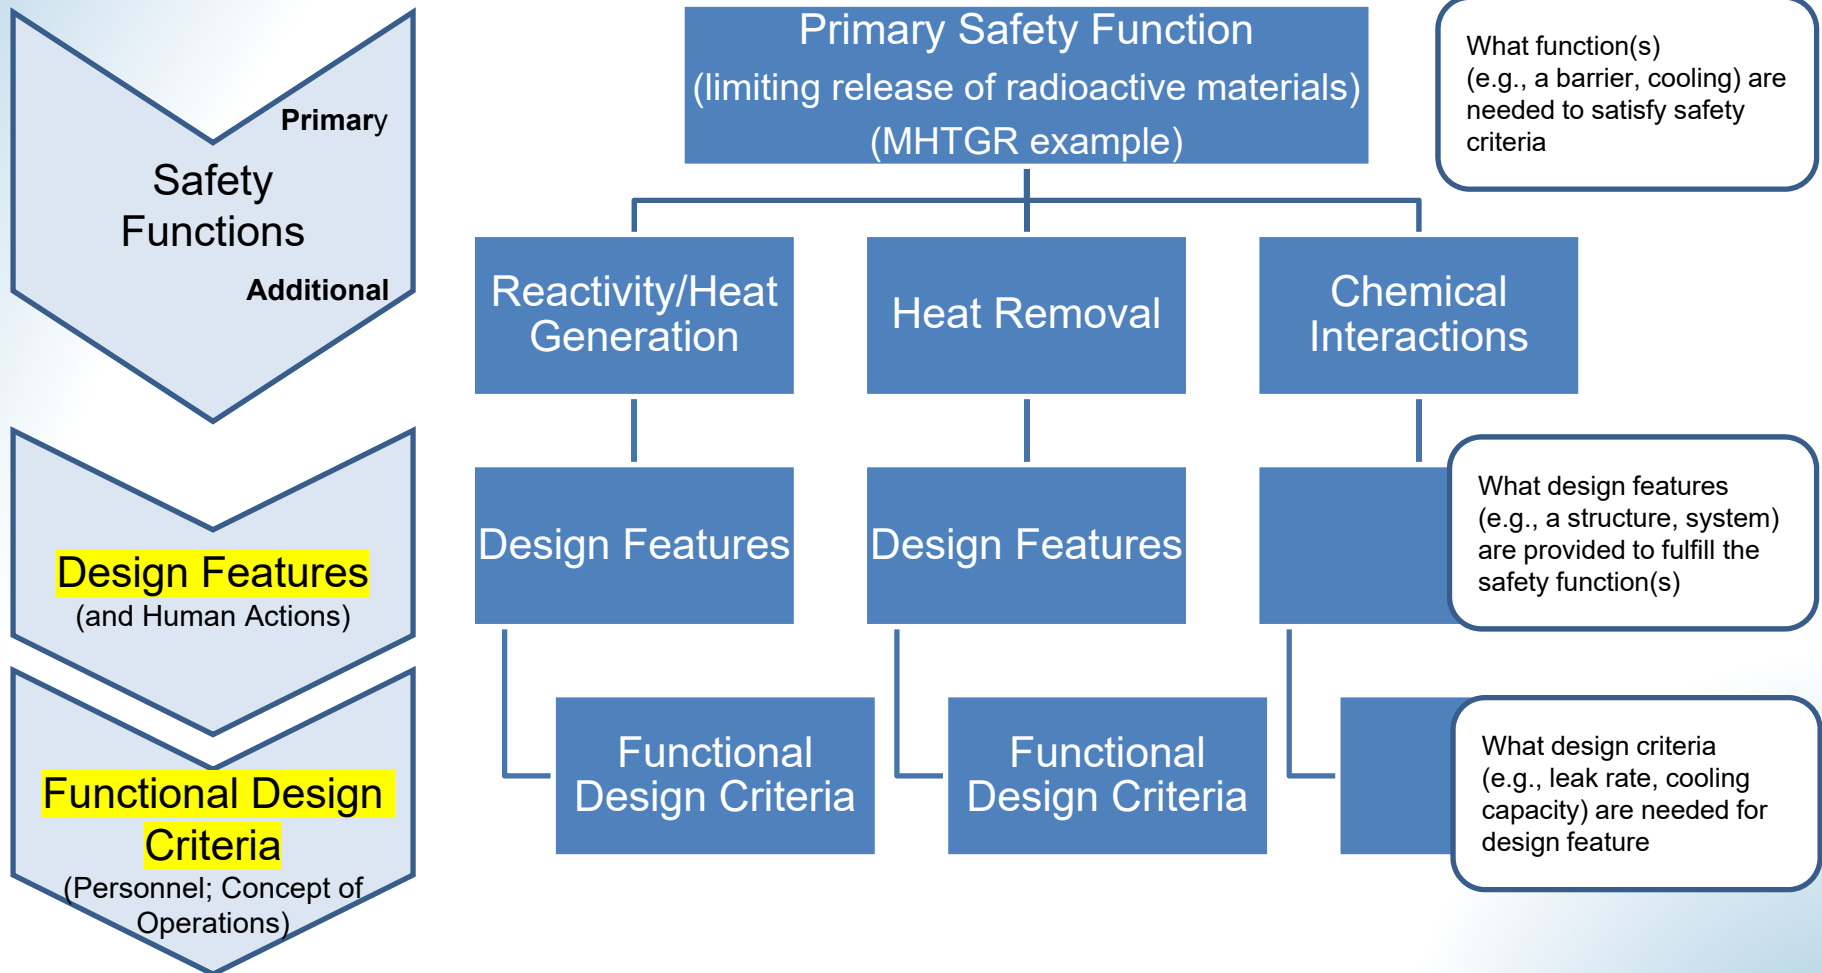 Primary
Safety
Functions
Additional
Design Features
(and Human Actions)
Functional Design
Criteria
(Personnel; Concept of
Operations)
Primary Safety Function
(limiting release of radioactive materials)
(MHTGR example)
What function(s)
(e.g., a barrier, cooling) are
needed to satisfy safety
criteria
Reactivity/Heat
Generation
Heat Removal
Chemical
Interactions
Design Features
Design Features
What design features
(e.g., a structure, system)
are provided to fulfill the
safety function(s)
Functional
Design Criteria
Functional
Design Criteria
What design criteria
(e.g., leak rate, cooling
capacity) are needed for
design feature